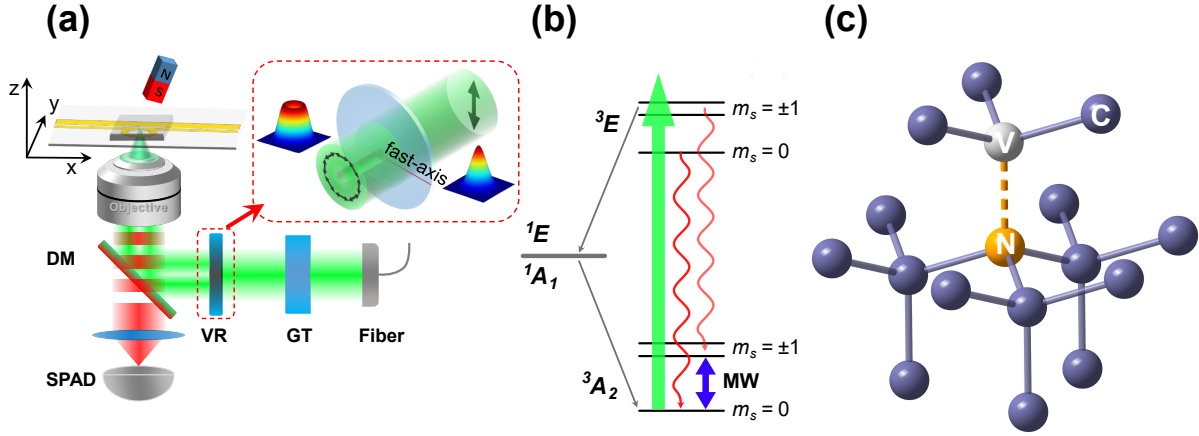 (a)
N
S
z
y
x
Objective
fast-axis
DM
VR
GT
Fiber
SPAD
(b)
³E
mₛ = ±1
mₛ = 0
¹E
¹A₁
³A₂
mₛ = ±1
MW
mₛ = 0
(c)
V
C
N